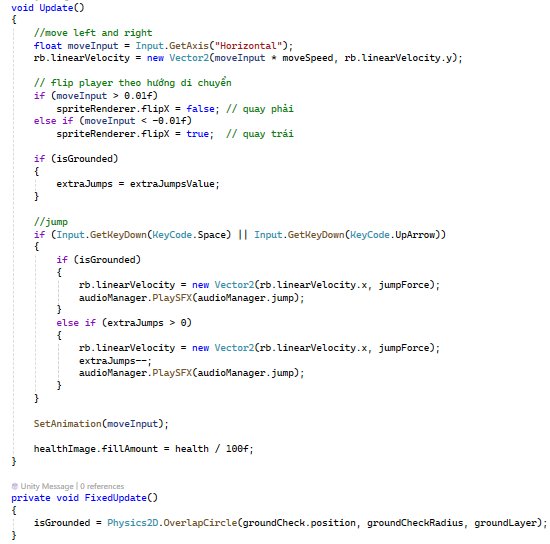 void Update()
{
//move left and right
float moveInput = Input.GetAxis("Horizontal");
rb.linearVelocity = new Vector2(moveInput * moveSpeed, rb.linearVelocity.y);
// flip player theo hướng di chuyển
if (moveInput > 0.01f)
spriteRenderer.flipX = false; // quay phải
else if (moveInput < -0.01f)
spriteRenderer.flipX = true; // quay trái
if (isGrounded)
{
extraJumps = extraJumpsValue;
}
//jump
if (Input.GetKeyDown(KeyCode.Space) || Input.GetKeyDown(KeyCode.UpArrow))
{
if (isGrounded)
{
rb.linearVelocity = new Vector2(rb.linearVelocity.x, jumpForce);
audioManager.PlaySFX(audioManager.jump);
}
else if (extraJumps > 0)
{
rb.linearVelocity = new Vector2(rb.linearVelocity.x, jumpForce);
extraJumps--;
audioManager.PlaySFX(audioManager.jump);
}
}
SetAnimation(moveInput);
healthImage.fillAmount = health / 100f;
}
Unity Message | 0 references
private void FixedUpdate()
{
isGrounded = Physics2D.OverlapCircle(groundCheck.position, groundCheckRadius, groundLayer);
}